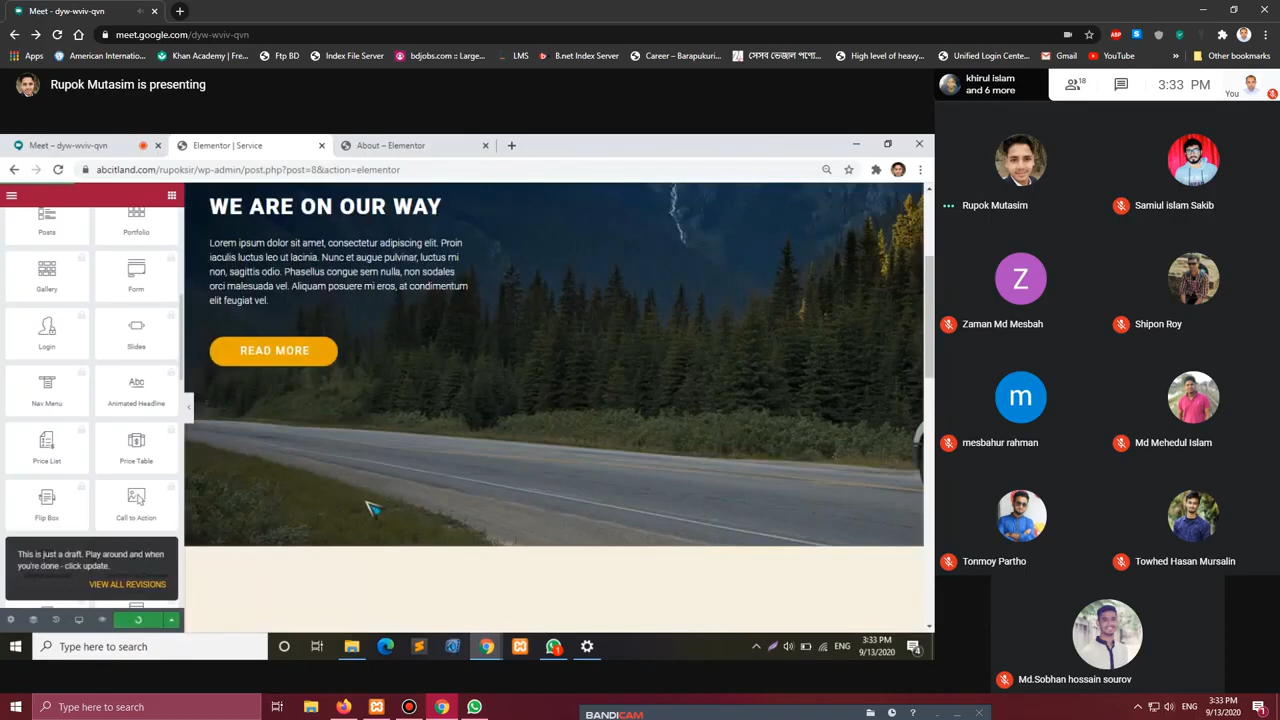 Meet - dyw-wviv-qvn
meet.google.com/dyw-wviv-qvn
Apps
American Internatio...
Khan Academy | Fre...
Ftp BD
Index File Server
bdjobs.com :: Large...
LMS
B.net Index Server
Career – Barapukuri...
সেসব ভেজাল পণ্যে...
High level of heavy...
Unified Login Cente...
Gmail
YouTube
»
Other bookmarks
Rupok Mutasim is presenting
khirul islam
and 6 more
18
3:33 PM
You
Meet – dyw-wviv-qvn
Elementor | Service
About – Elementor
abcitland.com/rupoksir/wp-admin/post.php?post=8&action=elementor
Posts
Portfolio
Gallery
Form
Login
Slides
Nav Menu
Abc
Animated Headline
Price List
Price Table
Flip Box
Call to Action
This is just a draft. Play around and when
you're done - click update.
VIEW ALL REVISIONS
WE ARE ON OUR WAY
Lorem ipsum dolor sit amet, consectetur adipiscing elit. Proin
iaculis luctus leo ut lacinia. Nunc et augue pulvinar, luctus mi
non, sagittis odio. Phasellus congue sem nulla, non sodales
orci malesuada vel. Aliquam posuere mi eros, at condimentum
elit feugiat vel.
READ MORE
Type here to search
ENG
3:33 PM
9/13/2020
4
Rupok Mutasim
Samiul islam Sakib
Z
Zaman Md Mesbah
Shipon Roy
m
mesbahur rahman
Md Mehedul Islam
Tonmoy Partho
Towhed Hasan Mursalin
Md.Sobhan hossain sourov
Type here to search
BANDICAM
ENG
3:33 PM
9/13/2020